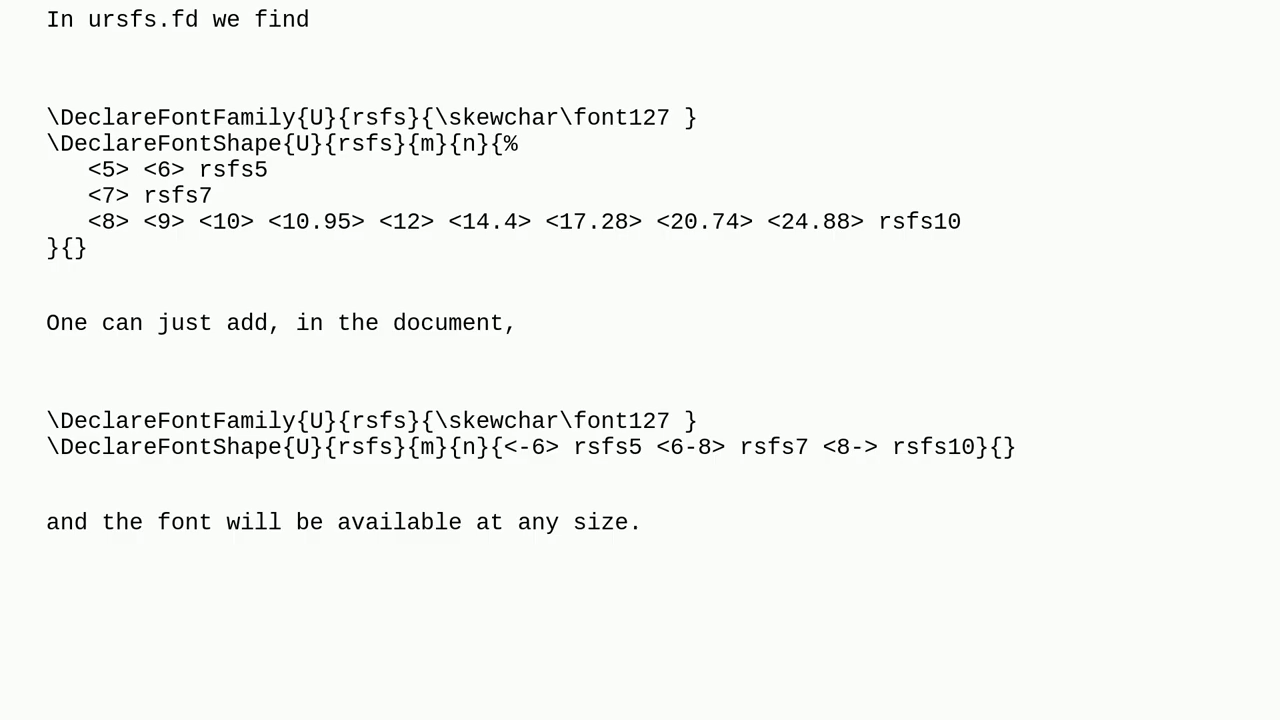 In ursfs.fd we find
\DeclareFontFamily{U}{rsfs}{\skewchar\font127 }
\DeclareFontShape{U}{rsfs}{m}{n}{%
   <5> <6> rsfs5
   <7> rsfs7
   <8> <9> <10> <10.95> <12> <14.4> <17.28> <20.74> <24.88> rsfs10
}{}
One can just add, in the document,
\DeclareFontFamily{U}{rsfs}{\skewchar\font127 }
\DeclareFontShape{U}{rsfs}{m}{n}{<-6> rsfs5 <6-8> rsfs7 <8-> rsfs10}{}
and the font will be available at any size.